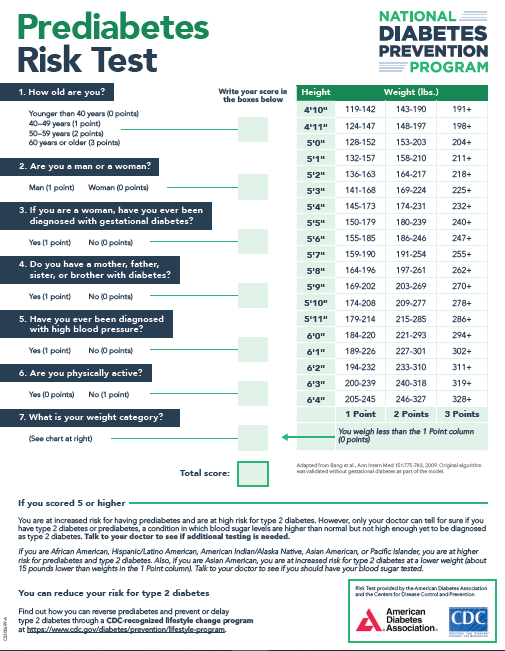 Prediabetes
Risk Test
NATIONAL
DIABETES
PREVENTION
PROGRAM
1. How old are you?
Write your score in
the boxes below
Younger than 40 years (0 points)
40–49 years (1 point)
50–59 years (2 points)
60 years or older (3 points)
2. Are you a man or a woman?
Man (1 point) Woman (0 points)
3. If you are a woman, have you ever been
diagnosed with gestational diabetes?
Yes (1 point) No (0 points)
4. Do you have a mother, father,
sister, or brother with diabetes?
Yes (1 point) No (0 points)
5. Have you ever been diagnosed
with high blood pressure?
Yes (1 point) No (0 points)
6. Are you physically active?
Yes (0 points) No (1 point)
7. What is your weight category?
(See chart at right)
Total score:
Height Weight (lbs.)
4'10" 119-142 143-190 191+
4'11" 124-147 148-197 198+
5'0" 128-152 153-203 204+
5'1" 132-157 158-210 211+
5'2" 136-163 164-217 218+
5'3" 141-168 169-224 225+
5'4" 145-173 174-231 232+
5'5" 150-179 180-239 240+
5'6" 155-185 186-246 247+
5'7" 159-190 191-254 255+
5'8" 164-196 197-261 262+
5'9" 169-202 203-269 270+
5'10" 174-208 209-277 278+
5'11" 179-214 215-285 286+
6'0" 184-220 221-293 294+
6'1" 189-226 227-301 302+
6'2" 194-232 233-310 311+
6'3" 200-239 240-318 319+
6'4" 205-245 246-327 328+
1 Point 2 Points 3 Points
You weigh less than the 1 Point column
(0 points)
Adapted from Bang et al., Ann Intern Med 151:775-783, 2009. Original algorithm
was validated without gestational diabetes as part of the model.
If you scored 5 or higher
You are at increased risk for having prediabetes and are at high risk for type 2 diabetes. However, only your doctor can tell for sure if you
have type 2 diabetes or prediabetes, a condition in which blood sugar levels are higher than normal but not high enough yet to be diagnosed
as type 2 diabetes. Talk to your doctor to see if additional testing is needed.
If you are African American, Hispanic/Latino American, American Indian/Alaska Native, Asian American, or Pacific Islander, you are at higher
risk for prediabetes and type 2 diabetes. Also, if you are Asian American, you are at increased risk for type 2 diabetes at a lower weight (about
15 pounds lower than weights in the 1 Point column). Talk to your doctor to see if you should have your blood sugar tested.
You can reduce your risk for type 2 diabetes
Find out how you can reverse prediabetes and prevent or delay
type 2 diabetes through a CDC-recognized lifestyle change program
at https://www.cdc.gov/diabetes/prevention/lifestyle-program.
Risk Test provided by the American Diabetes Association
and the Centers for Disease Control and Prevention.
American
Diabetes
Association®
CDC